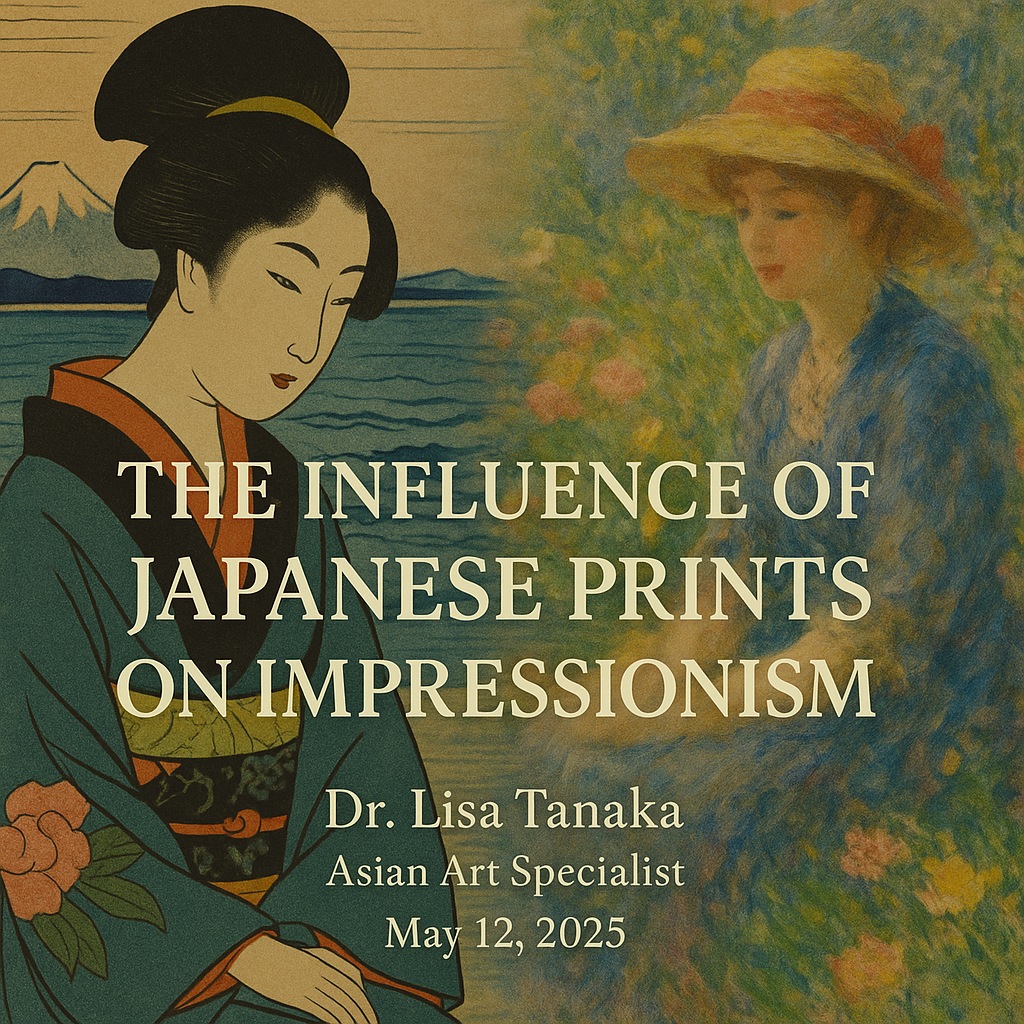 THE INFLUENCE OF
JAPANESE PRINTS
ON IMPRESSIONISM
Dr. Lisa Tanaka
Asian Art Specialist
May 12, 2025